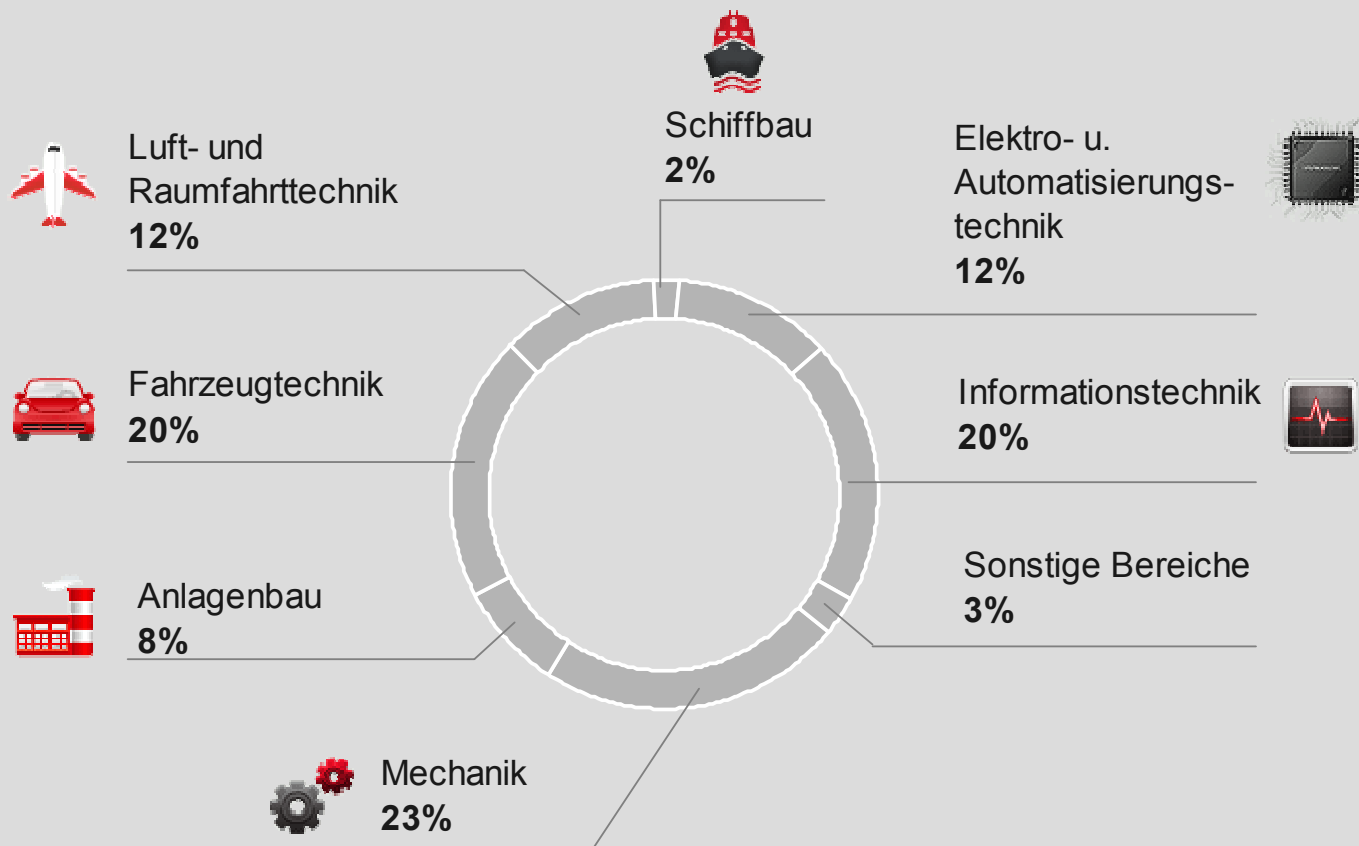 Schiffbau
2%
Luft- und
Raumfahrttechnik
12%
Elektro- u.
Automatisierungs-
technik
12%
Fahrzeugtechnik
20%
Informationstechnik
20%
Sonstige Bereiche
3%
Anlagenbau
8%
Mechanik
23%